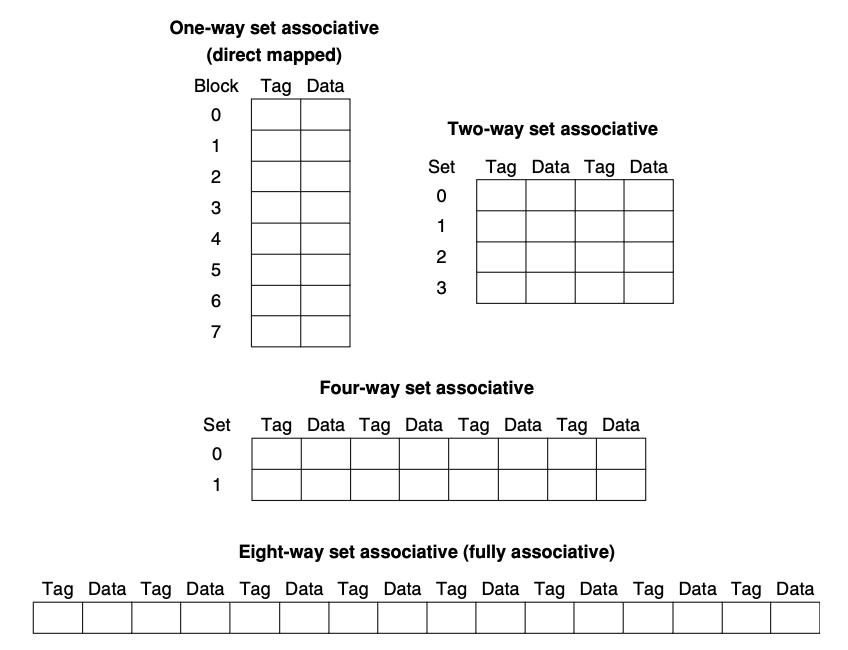 One-way set associative
(direct mapped)
Block Tag Data
0
1
2
3
4
5
6
7
Two-way set associative
Set Tag Data Tag Data
0
1
2
3
Four-way set associative
Set Tag Data Tag Data Tag Data Tag Data
0
1
Eight-way set associative (fully associative)
Tag Data Tag Data Tag Data Tag Data Tag Data Tag Data Tag Data Tag Data